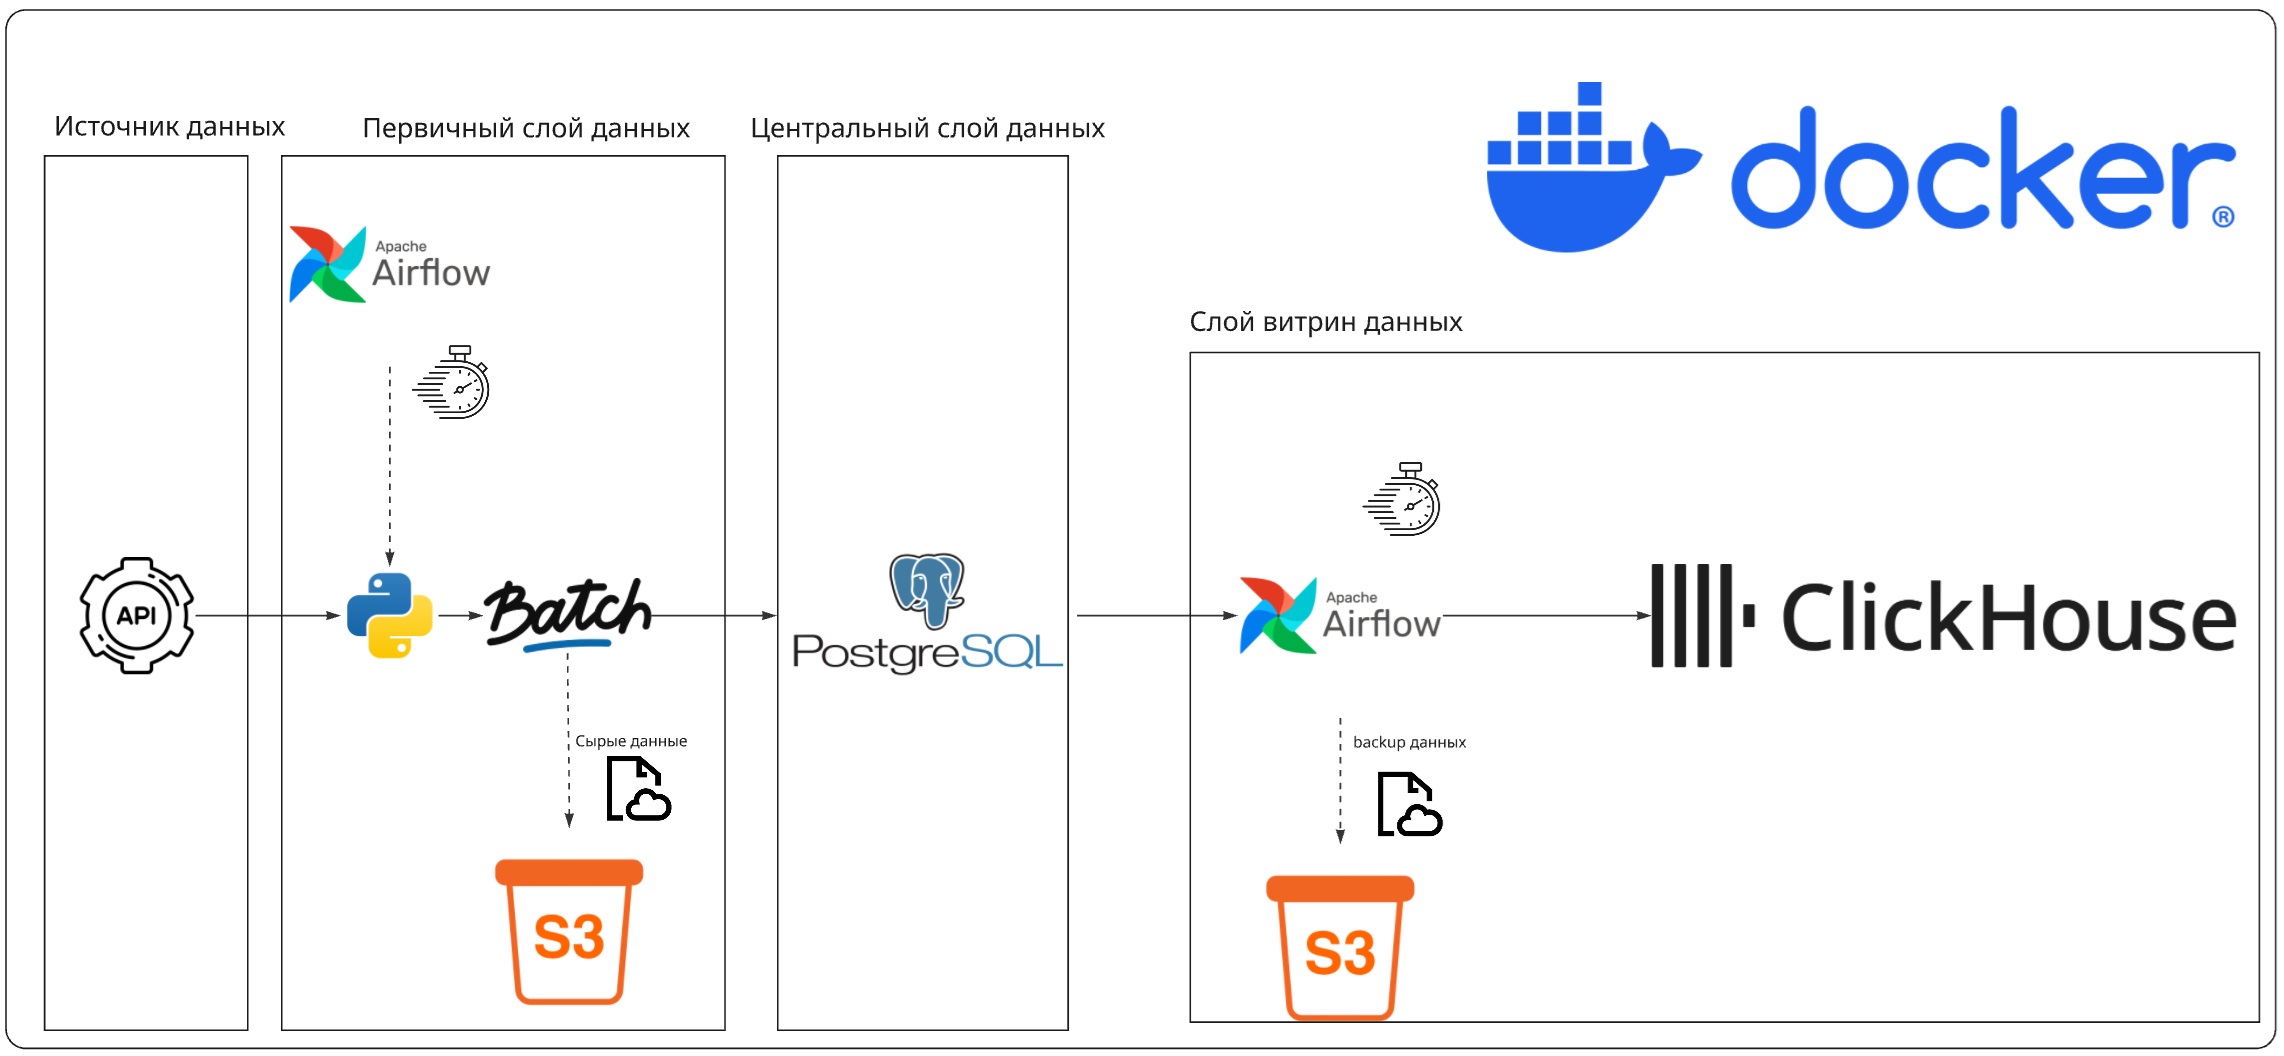 Источник данных
Первичный слой данных
Центральный слой данных
docker®
Apache
Airflow
Слой витрин данных
API
Batch
PostgreSQL
Apache
Airflow
ClickHouse
Сырые данные
backup данных
S3
S3